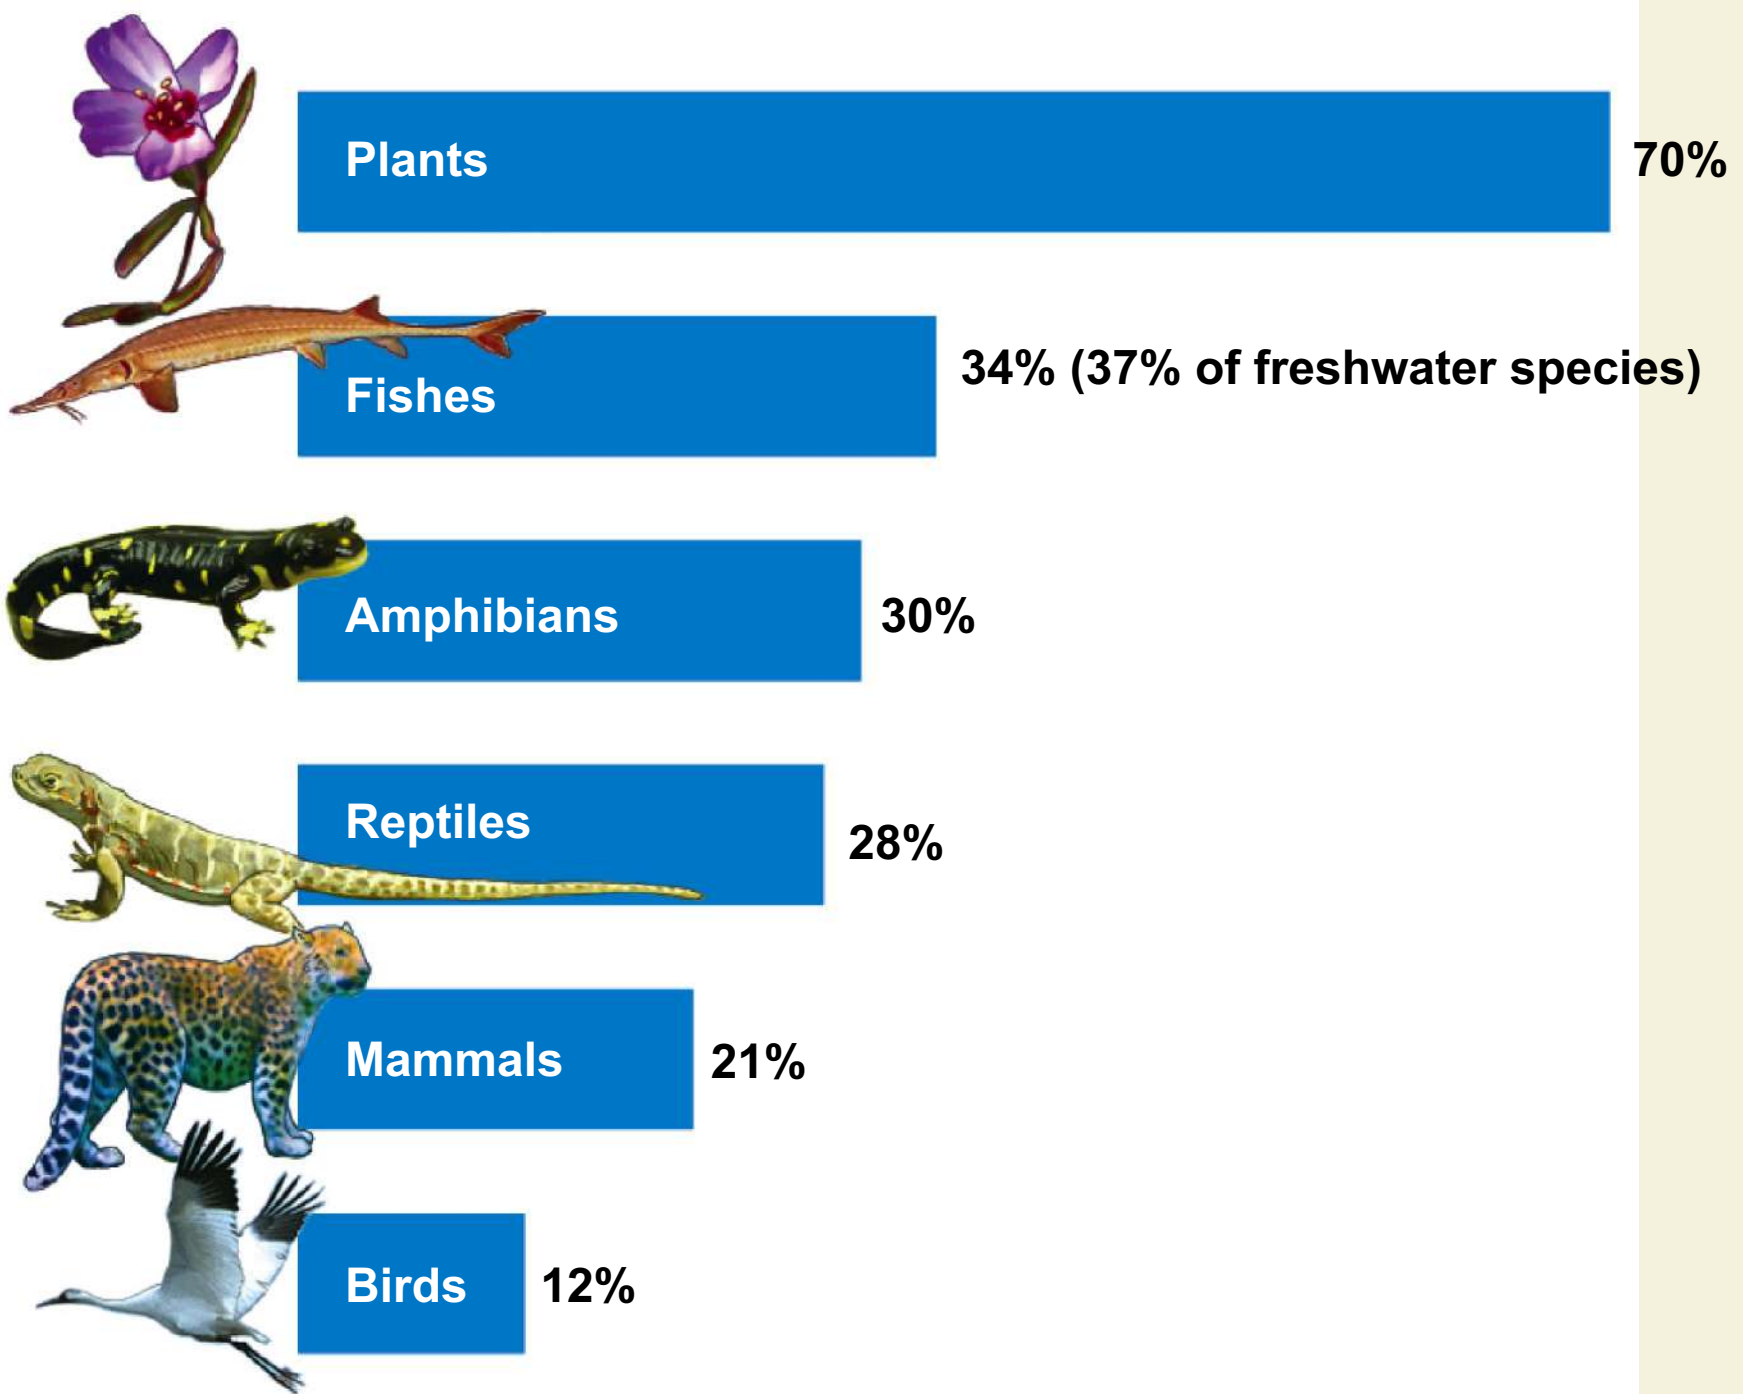 Plants 70%
Fishes 34% (37% of freshwater species)
Amphibians 30%
Reptiles 28%
Mammals 21%
Birds 12%